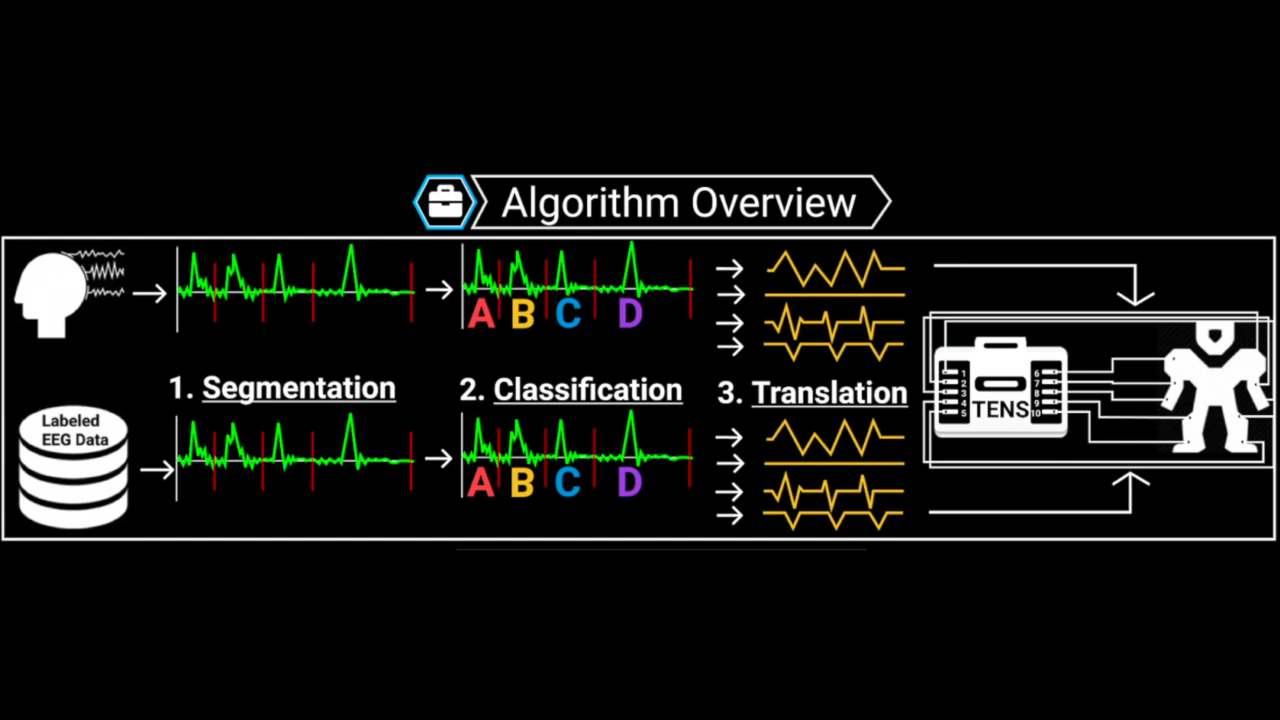 Algorithm Overview
A B C D
Labeled
EEG Data
1. Segmentation
2. Classification
3. Translation
A B C D
TENS
1
2
3
4
5
6
7
8
9
10